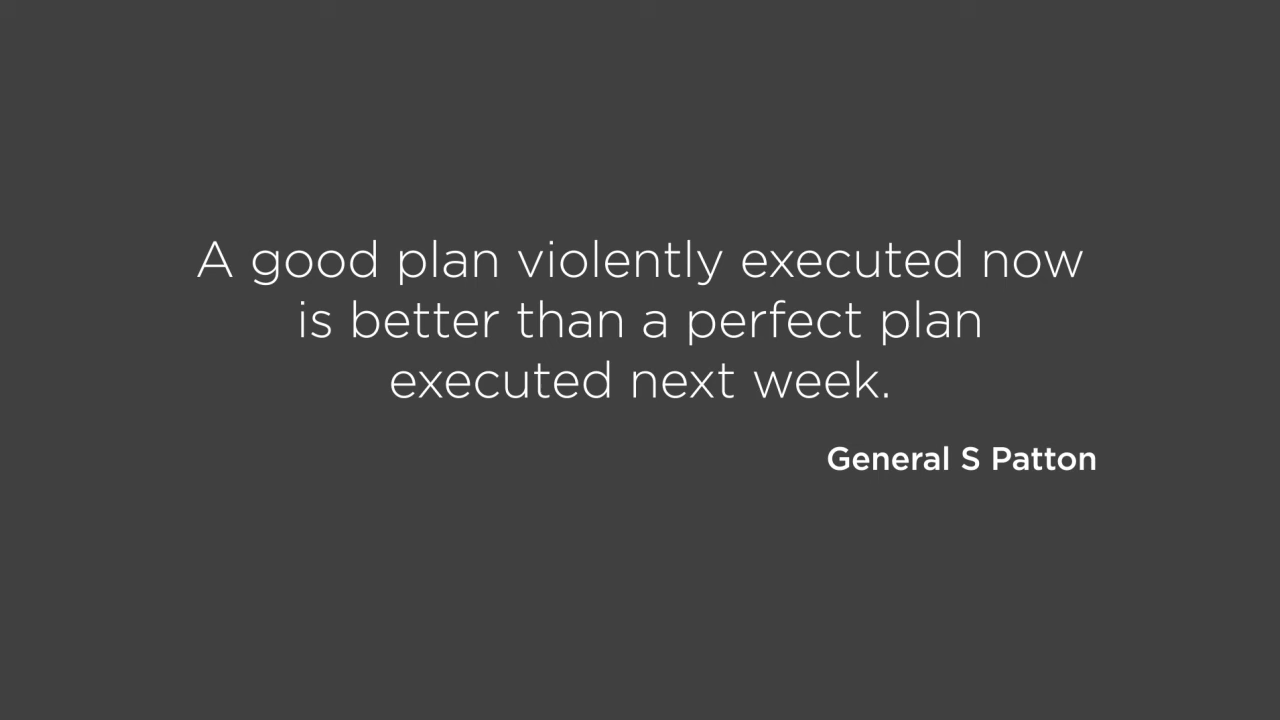 A good plan violently executed now
is better than a perfect plan
executed next week.
General S Patton